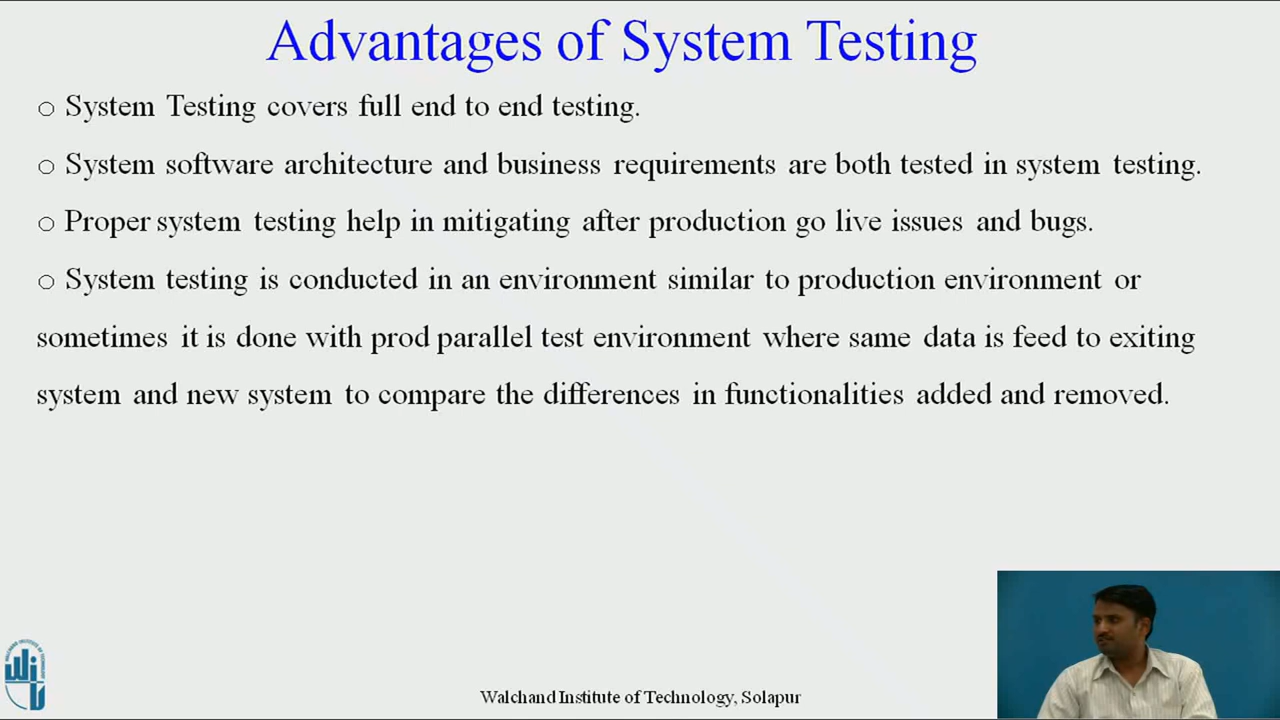 Advantages of System Testing
o System Testing covers full end to end testing.
o System software architecture and business requirements are both tested in system testing.
o Proper system testing help in mitigating after production go live issues and bugs.
o System testing is conducted in an environment similar to production environment or
sometimes it is done with prod parallel test environment where same data is feed to exiting
system and new system to compare the differences in functionalities added and removed.
Walchand Institute of Technology, Solapur